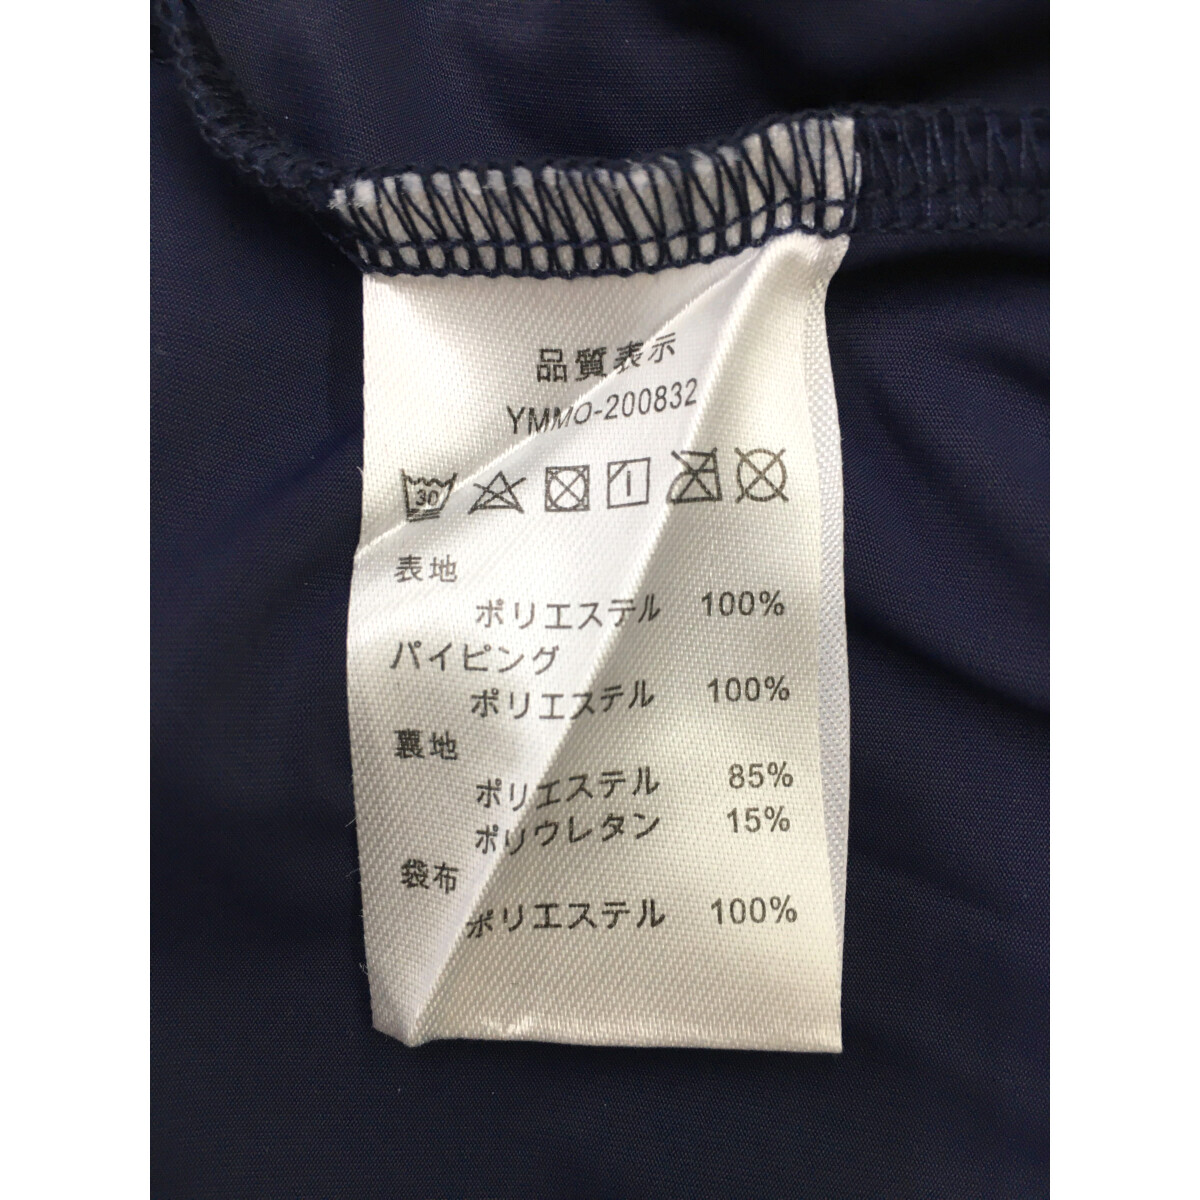 品質表示
YMMO-200832
30
表地
ポリエステル 100%
パイピング
ポリエステル 100%
裏地
ポリエステル 85%
ポリウレタン 15%
袋布
ポリエステル 100%